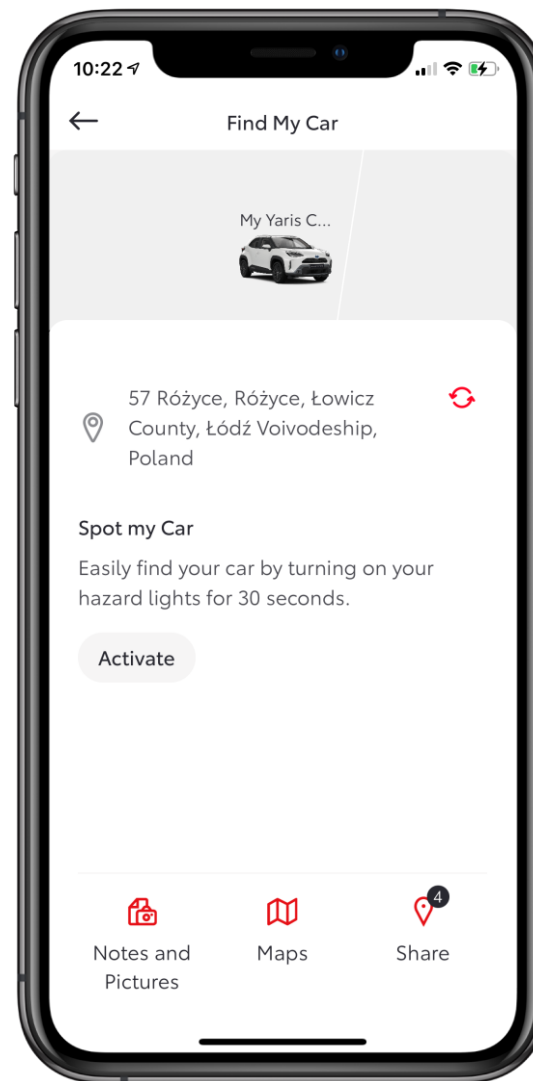 10:22
Find My Car
My Yaris C...
57 Różyce, Różyce, Łowicz
County, Łódź Voivodeship,
Poland
Spot my Car
Easily find your car by turning on your
hazard lights for 30 seconds.
Activate
4
Notes and
Pictures
Maps
Share